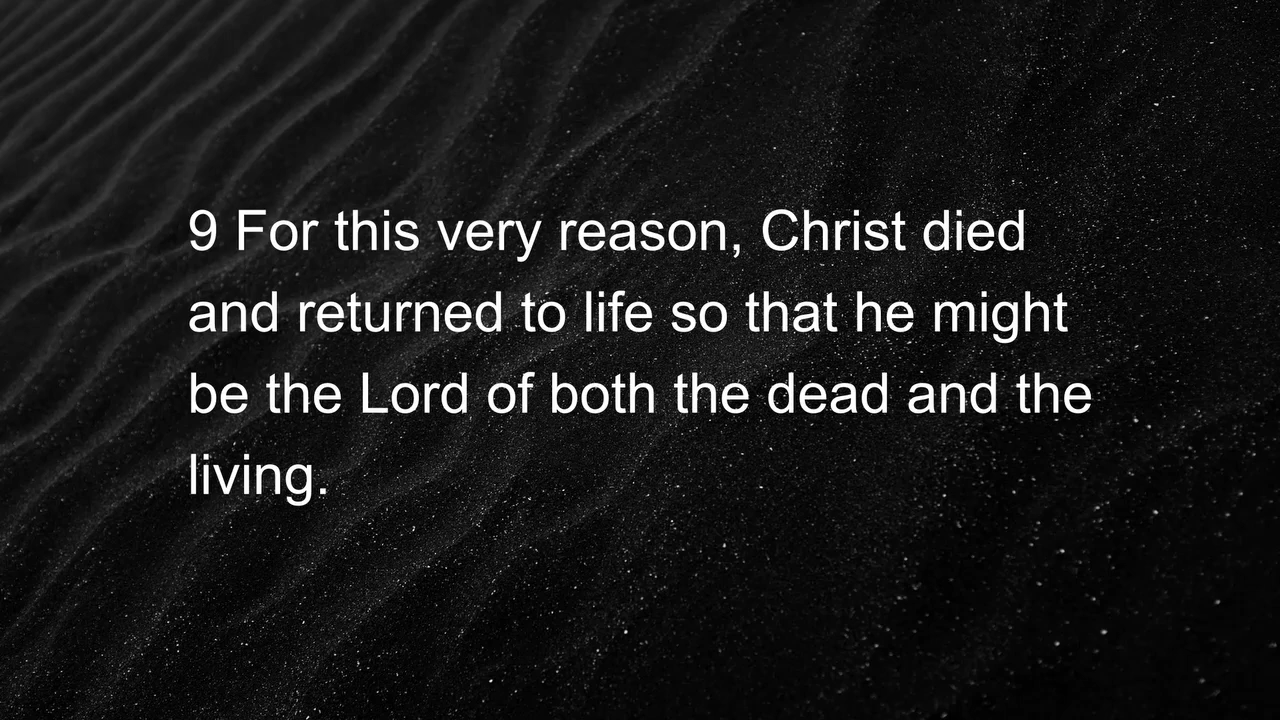 9 For this very reason, Christ died
and returned to life so that he might
be the Lord of both the dead and the
living.